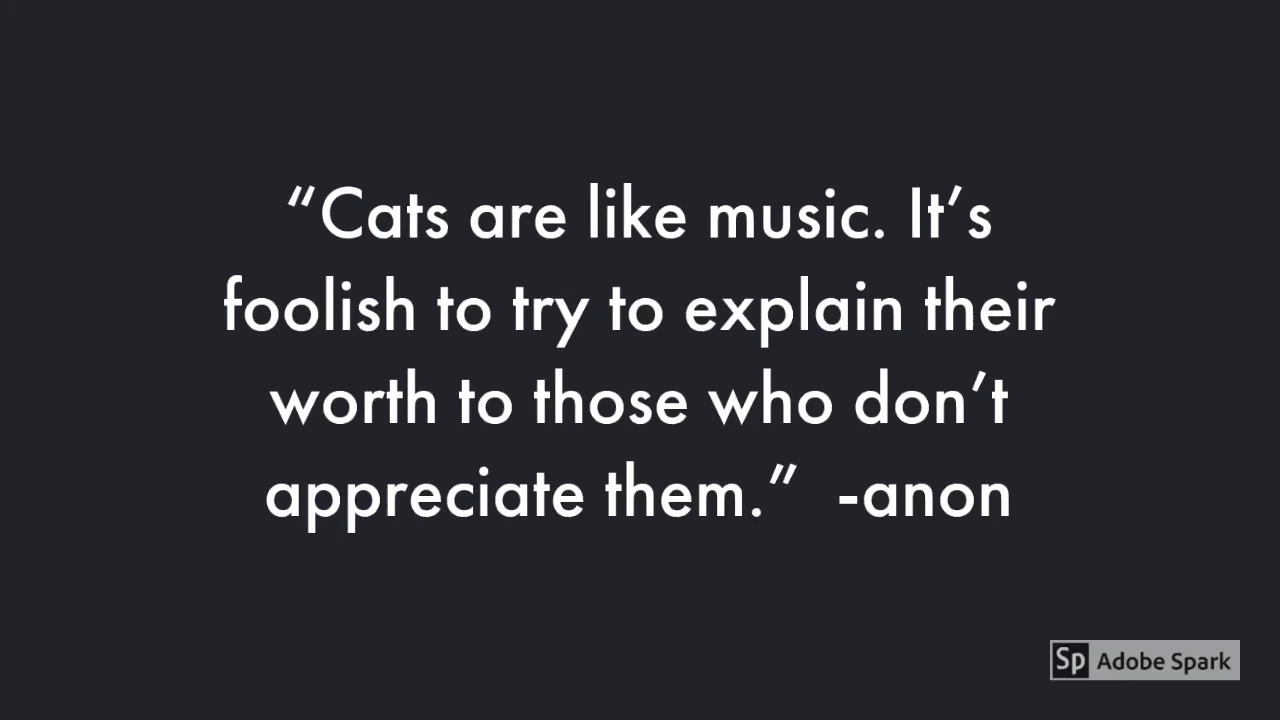 “Cats are like music. It’s
foolish to try to explain their
worth to those who don’t
appreciate them.” -anon
Sp Adobe Spark